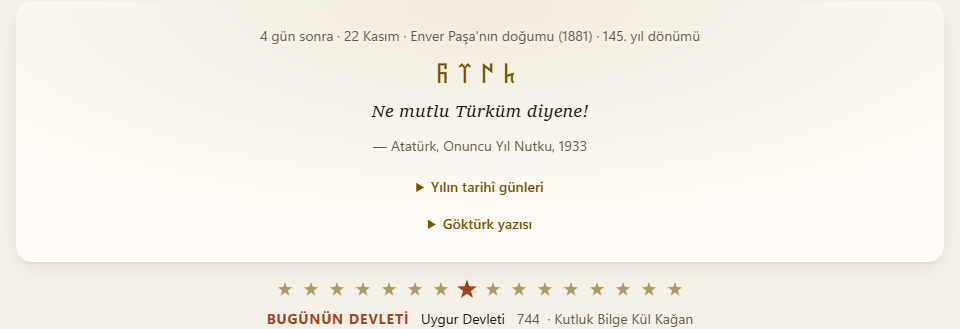 4 gün sonra · 22 Kasım · Enver Paşa'nın doğumu (1881) · 145. yıl dönümü
Ne mutlu Türküm diyene!
— Atatürk, Onuncu Yıl Nutku, 1933
▶ Yılın tarihî günleri
▶ Göktürk yazısı
BUGÜNÜN DEVLETİ Uygur Devleti 744 · Kutluk Bilge Kül Kağan